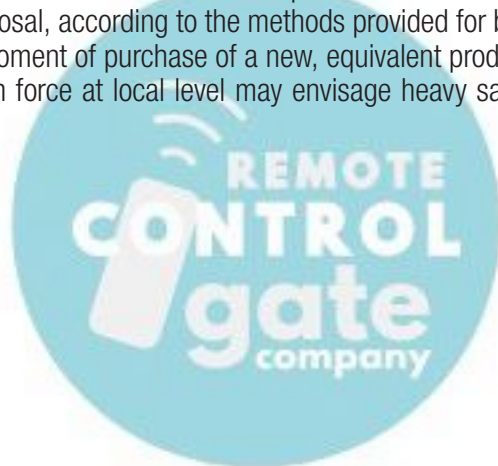 osal, according to the methods provided for b
oment of purchase of a new, equivalent prod
n force at local level may envisage heavy sa
REMOTE
CONTROL
gate
company